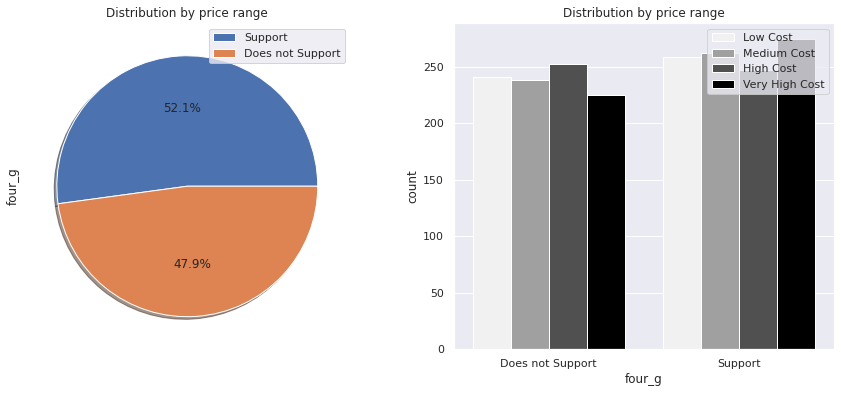 Distribution by price range
Support
Does not Support
52.1%
47.9%
four_g
Distribution by price range
Low Cost
Medium Cost
High Cost
Very High Cost
250
200
150
100
50
0
count
Does not Support
Support
four_g